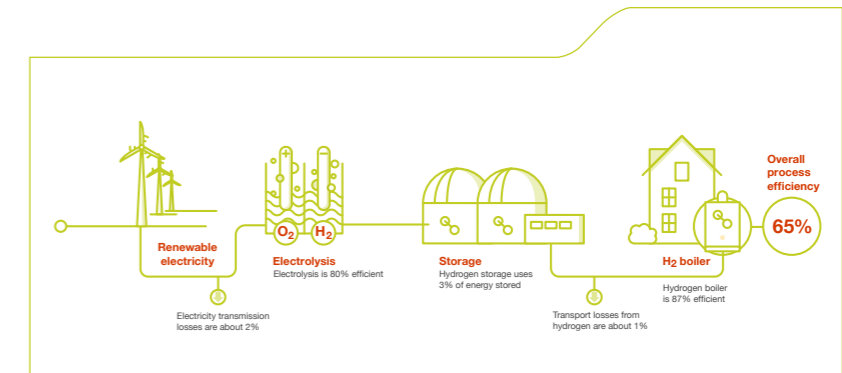 Overall
process
efficiency
65%
+
–
O2
H2
Renewable
electricity
Electrolysis
Electrolysis is 80% efficient
Storage
Hydrogen storage uses
3% of energy stored
H2 boiler
Hydrogen boiler
is 87% efficient
Electricity transmission
losses are about 2%
Transport losses from
hydrogen are about 1%